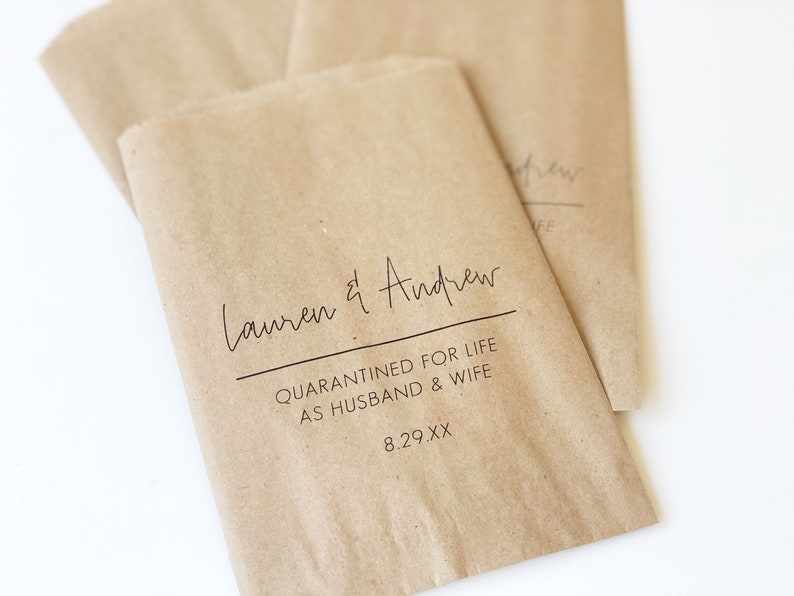 Lauren & Andrew
QUARANTINED FOR LIFE
AS HUSBAND & WIFE
8.29.XX